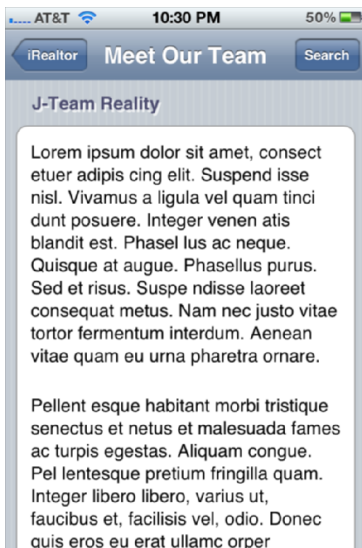 AT&T 10:30 PM 50%
iRealtor Meet Our Team Search
J-Team Reality
Lorem ipsum dolor sit amet, consect
etuer adipis cing elit. Suspend isse
nisl. Vivamus a ligula vel quam tinci
dunt posuere. Integer venen atis
blandit est. Phasel lus ac neque.
Quisque at augue. Phasellus purus.
Sed et risus. Suspe ndisse laoreet
consequat metus. Nam nec justo vitae
tortor fermentum interdum. Aenean
vitae quam eu urna pharetra ornare.
Pellent esque habitant morbi tristique
senectus et netus et malesuada fames
ac turpis egestas. Aliquam congue.
Pel lentesque pretium fringilla quam.
Integer libero libero, varius ut,
faucibus et, facilisis vel, odio. Donec
quis eros eu erat ullamc orper